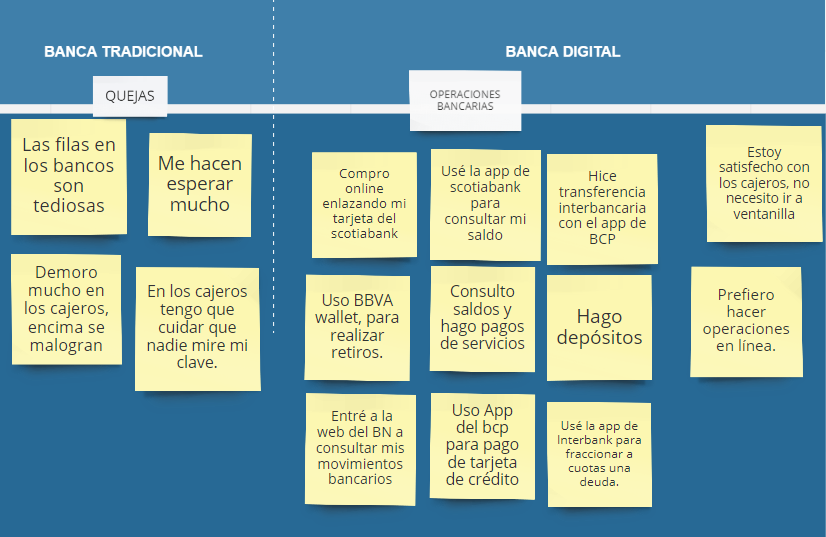 BANCA TRADICIONAL
QUEJAS
Las filas en
los bancos
son
tediosas
Me hacen
esperar
mucho
Demoro
mucho en
los cajeros,
encima se
malogran
En los cajeros
tengo que
cuidar que
nadie mire mi
clave.
BANCA DIGITAL
OPERACIONES
BANCARIAS
Compro
online
enlazando mi
tarjeta del
scotiabank
Usé la app de
scotiabank
para
consultar mi
saldo
Hice
transferencia
interbancaria
con el app de
BCP
Estoy
satisfecho con
los cajeros, no
necesito ir a
ventanilla
Uso BBVA
wallet, para
realizar
retiros.
Consulto
saldos y
hago pagos
de servicios
Hago
depósitos
Prefiero
hacer
operaciones
en línea.
Entré a la
web del BN a
consultar mis
movimientos
bancarios
Uso App
del bcp
para pago
de tarjeta
de crédito
Usé la app de
Interbank para
fraccionar a
cuotas una
deuda.